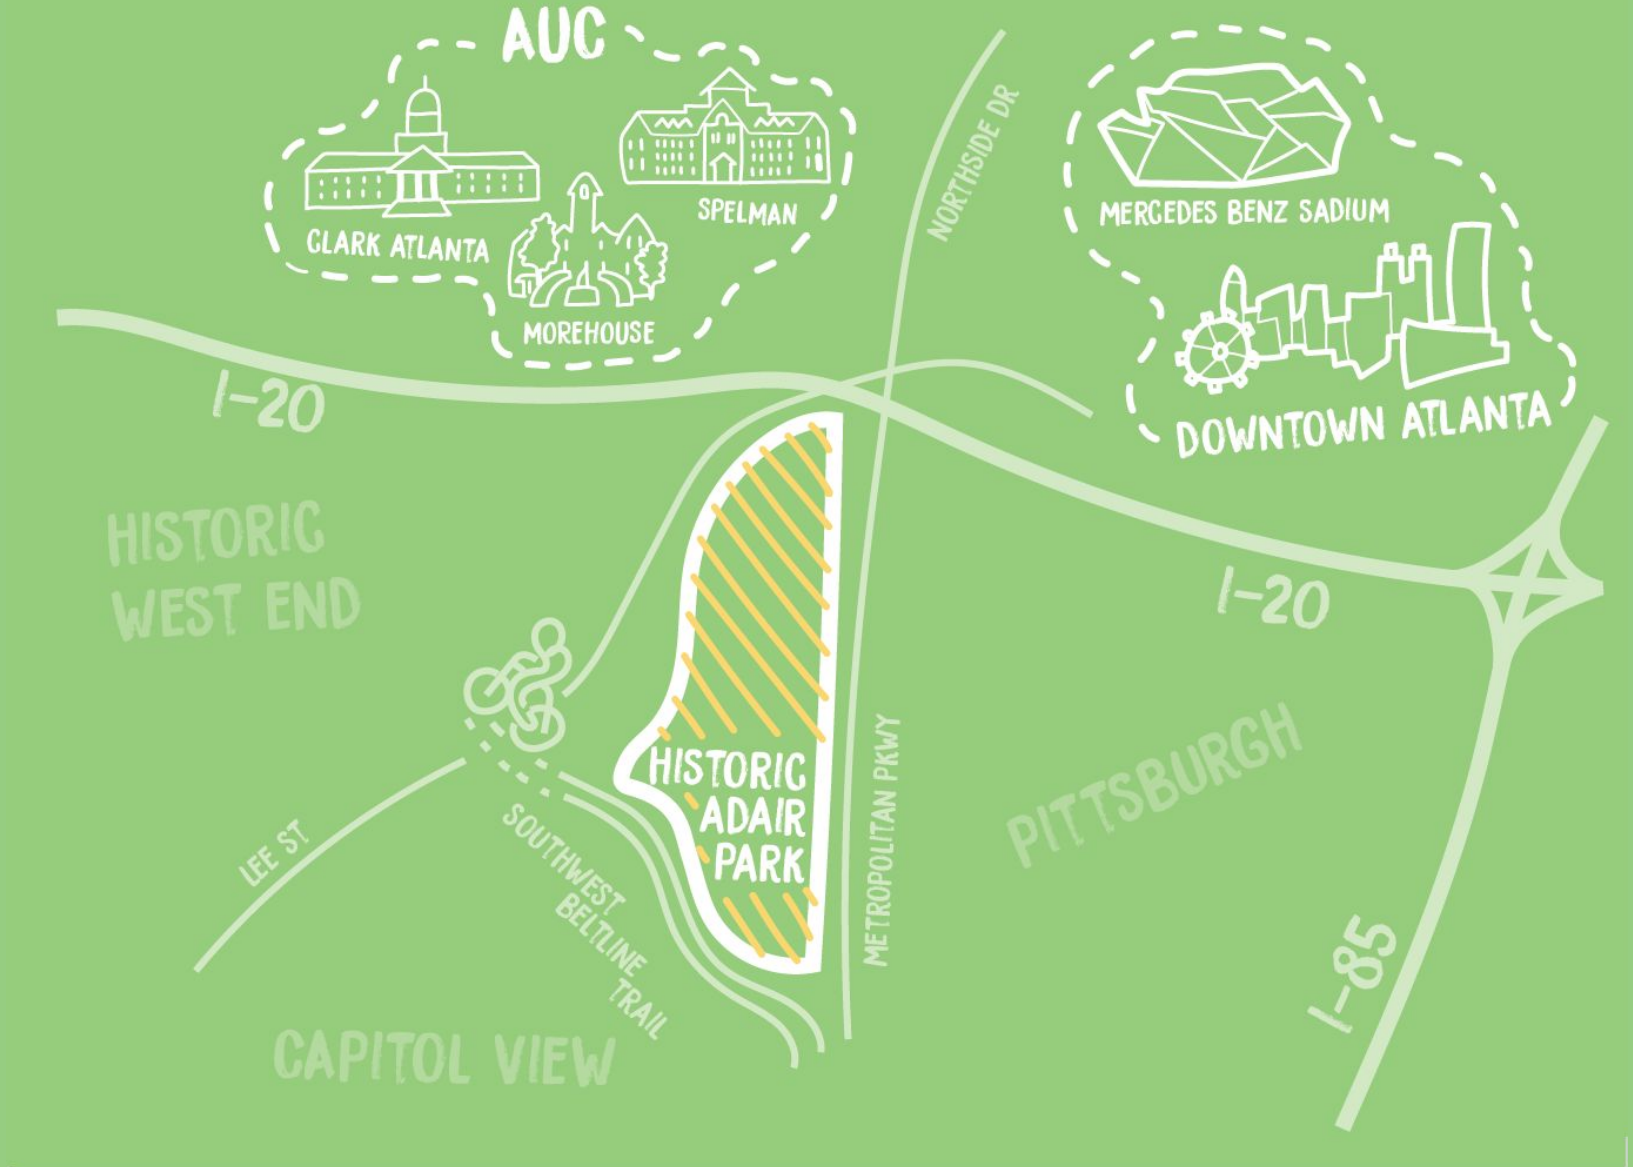 AUC
CLARK ATLANTA
SPELMAN
MOREHOUSE
NORTHSIDE DR
MERCEDES BENZ SADIUM
DOWNTOWN ATLANTA
I-20
HISTORIC
WEST END
I-20
HISTORIC
ADAIR
PARK
METROPOLITAN PKWY
PITTSBURGH
LEE ST
SOUTHWEST
BELTLINE
TRAIL
I-85
CAPITOL VIEW